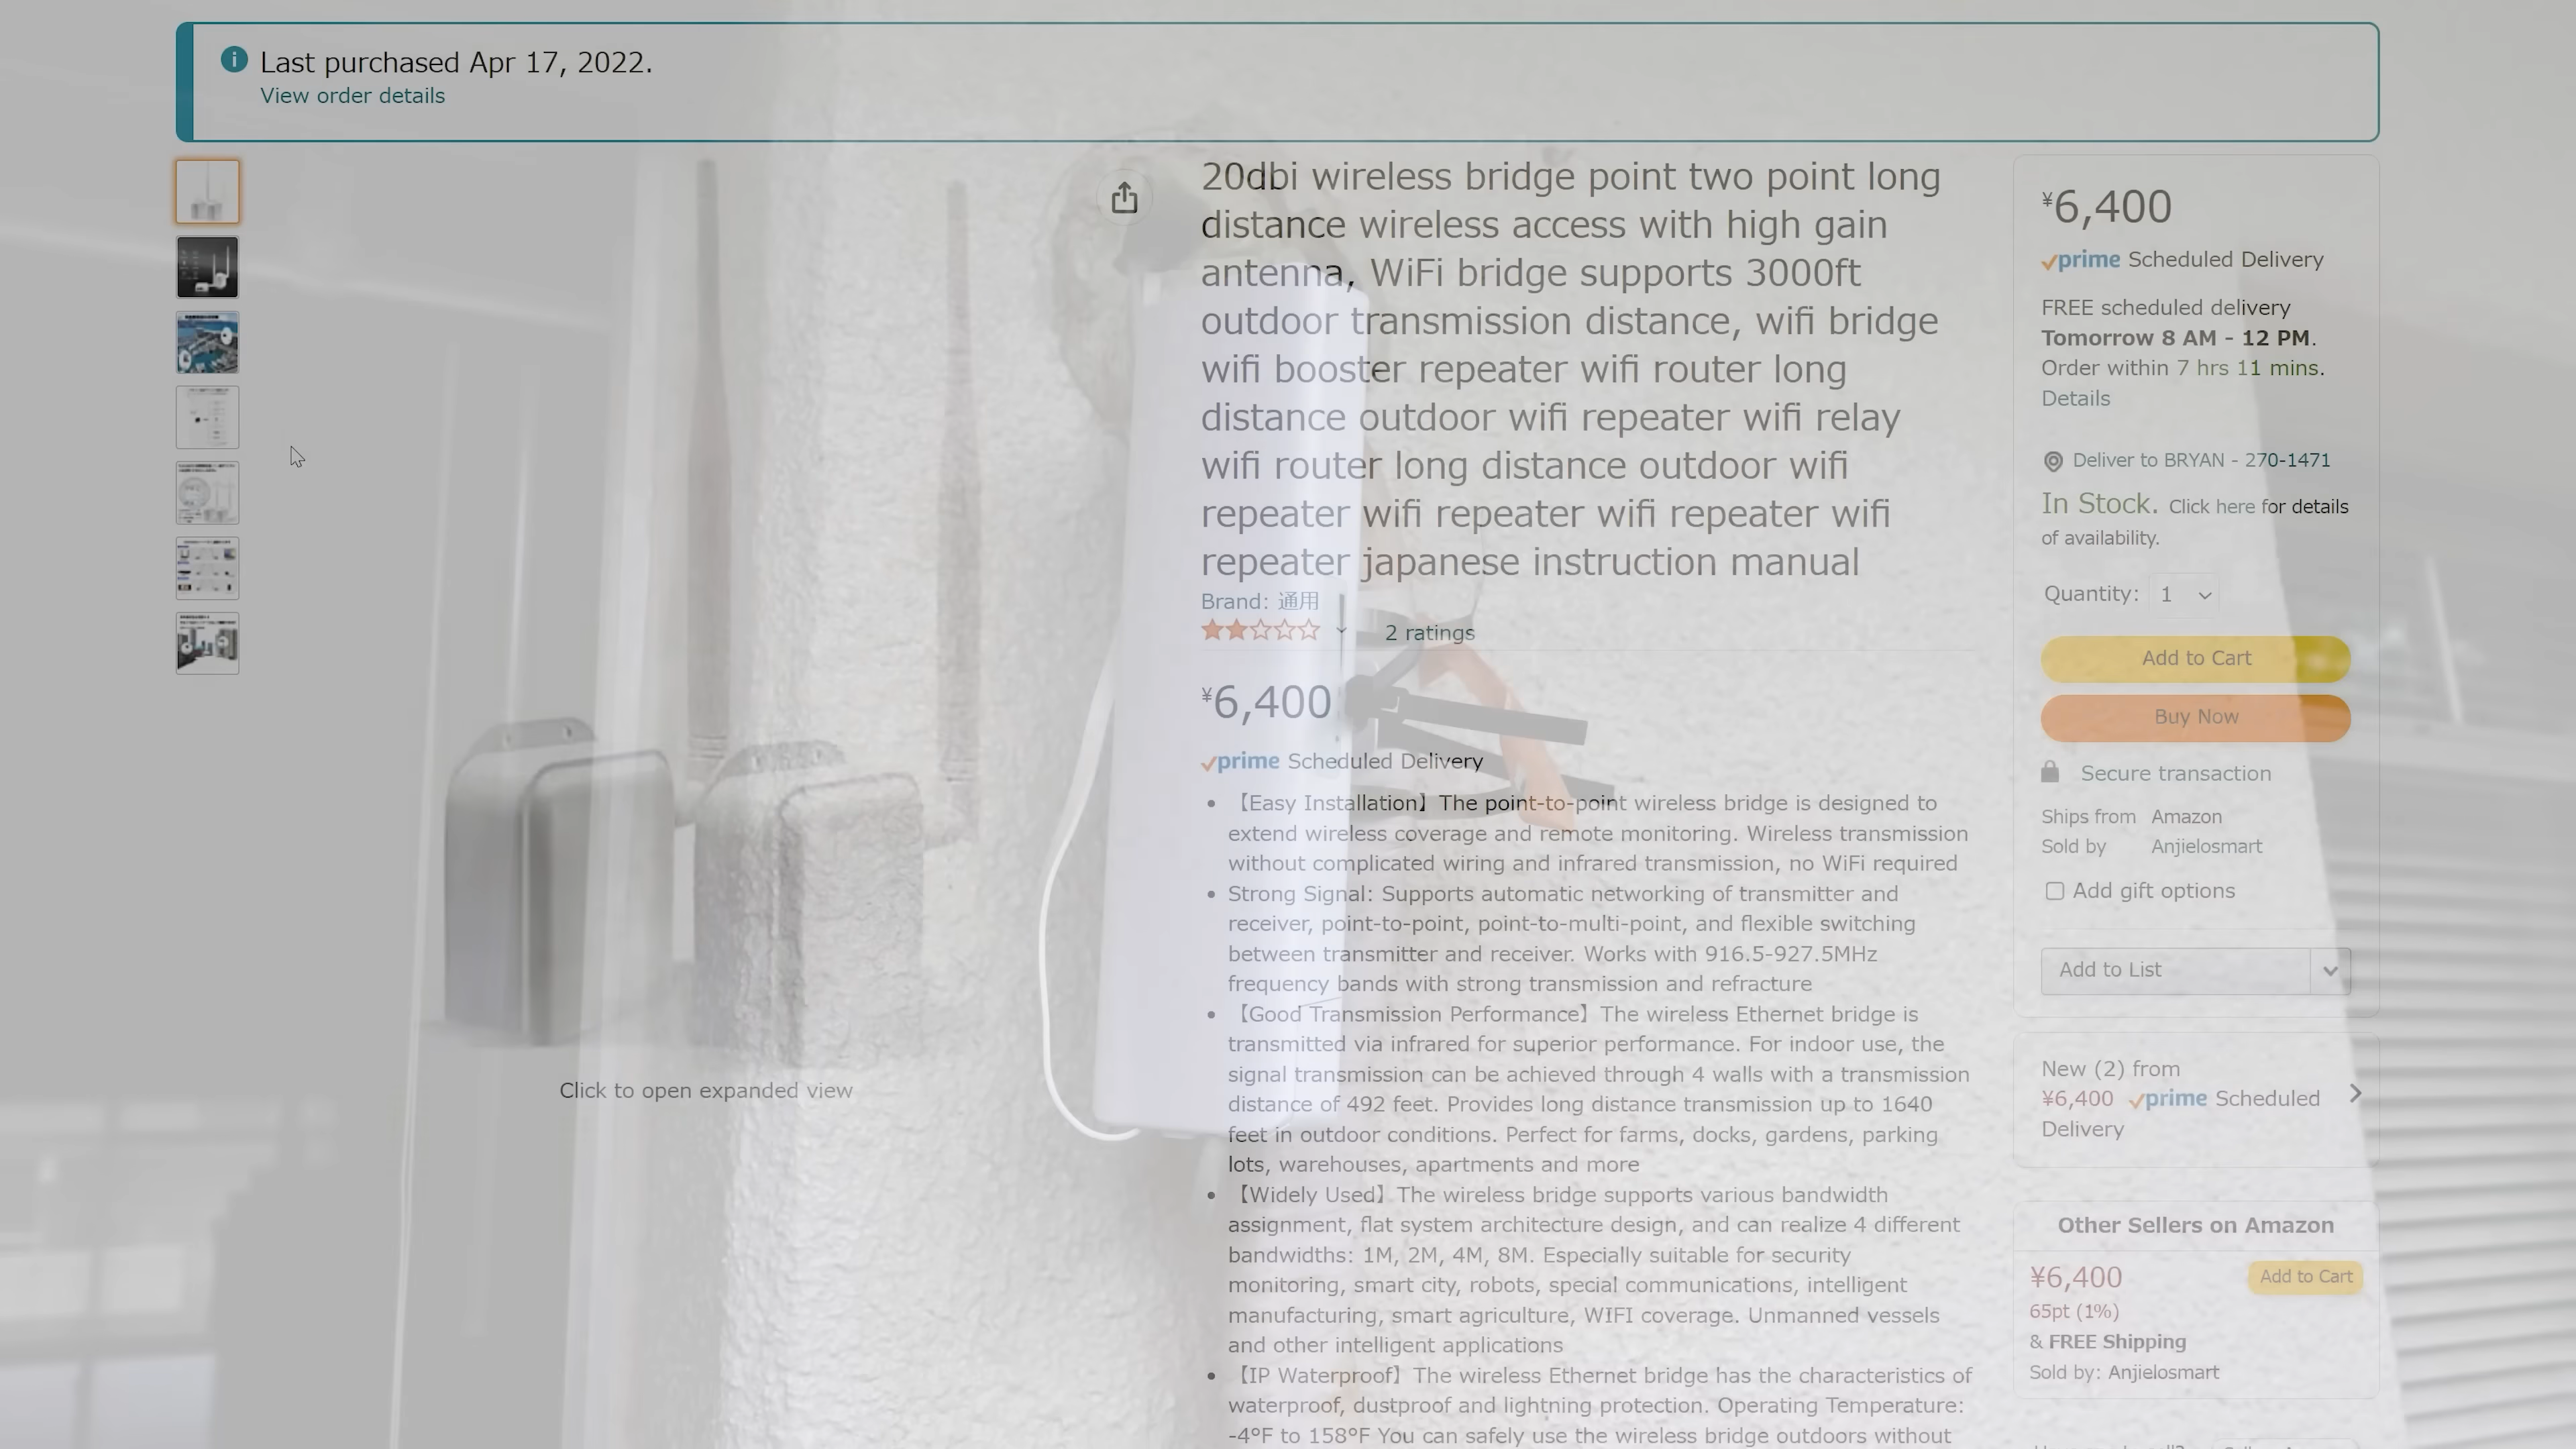 Last purchased Apr 17, 2022.
View order details
20dbi wireless bridge point two point long
distance wireless access with high gain
antenna, WiFi bridge supports 3000ft
outdoor transmission distance, wifi bridge
wifi booster repeater wifi router long
distance outdoor wifi repeater wifi relay
wifi router long distance outdoor wifi
repeater wifi repeater wifi repeater wifi
repeater japanese instruction manual
Brand: 通用
2 ratings
¥6,400
prime Scheduled Delivery
• 【Easy Installation】The point-to-point wireless bridge is designed to
extend wireless coverage and remote monitoring. Wireless transmission
without complicated wiring and infrared transmission, no WiFi required
• Strong Signal: Supports automatic networking of transmitter and
receiver, point-to-point, point-to-multi-point, and flexible switching
between transmitter and receiver. Works with 916.5-927.5MHz
frequency bands with strong transmission and refracture
• 【Good Transmission Performance】The wireless Ethernet bridge is
transmitted via infrared for superior performance. For indoor use, the
signal transmission can be achieved through 4 walls with a transmission
distance of 492 feet. Provides long distance transmission up to 1640
feet in outdoor conditions. Perfect for farms, docks, gardens, parking
lots, warehouses, apartments and more
• 【Widely Used】The wireless bridge supports various bandwidth
assignment, flat system architecture design, and can realize 4 different
bandwidths: 1M, 2M, 4M, 8M. Especially suitable for security
monitoring, smart city, robots, special communications, intelligent
manufacturing, smart agriculture, WIFI coverage. Unmanned vessels
and other intelligent applications
• 【IP Waterproof】The wireless Ethernet bridge has the characteristics of
waterproof, dustproof and lightning protection. Operating Temperature:
-4°F to 158°F You can safely use the wireless bridge outdoors without
Click to open expanded view
¥6,400
prime Scheduled Delivery
FREE scheduled delivery
Tomorrow 8 AM - 12 PM.
Order within 7 hrs 11 mins.
Details
Deliver to BRYAN - 270-1471
In Stock. Click here for details
of availability.
Quantity: 1
Add to Cart
Buy Now
Secure transaction
Ships from Amazon
Sold by Anjielosmart
Add gift options
Add to List
New (2) from
¥6,400 prime Scheduled
Delivery
Other Sellers on Amazon
¥6,400 Add to Cart
65pt (1%)
& FREE Shipping
Sold by: Anjielosmart